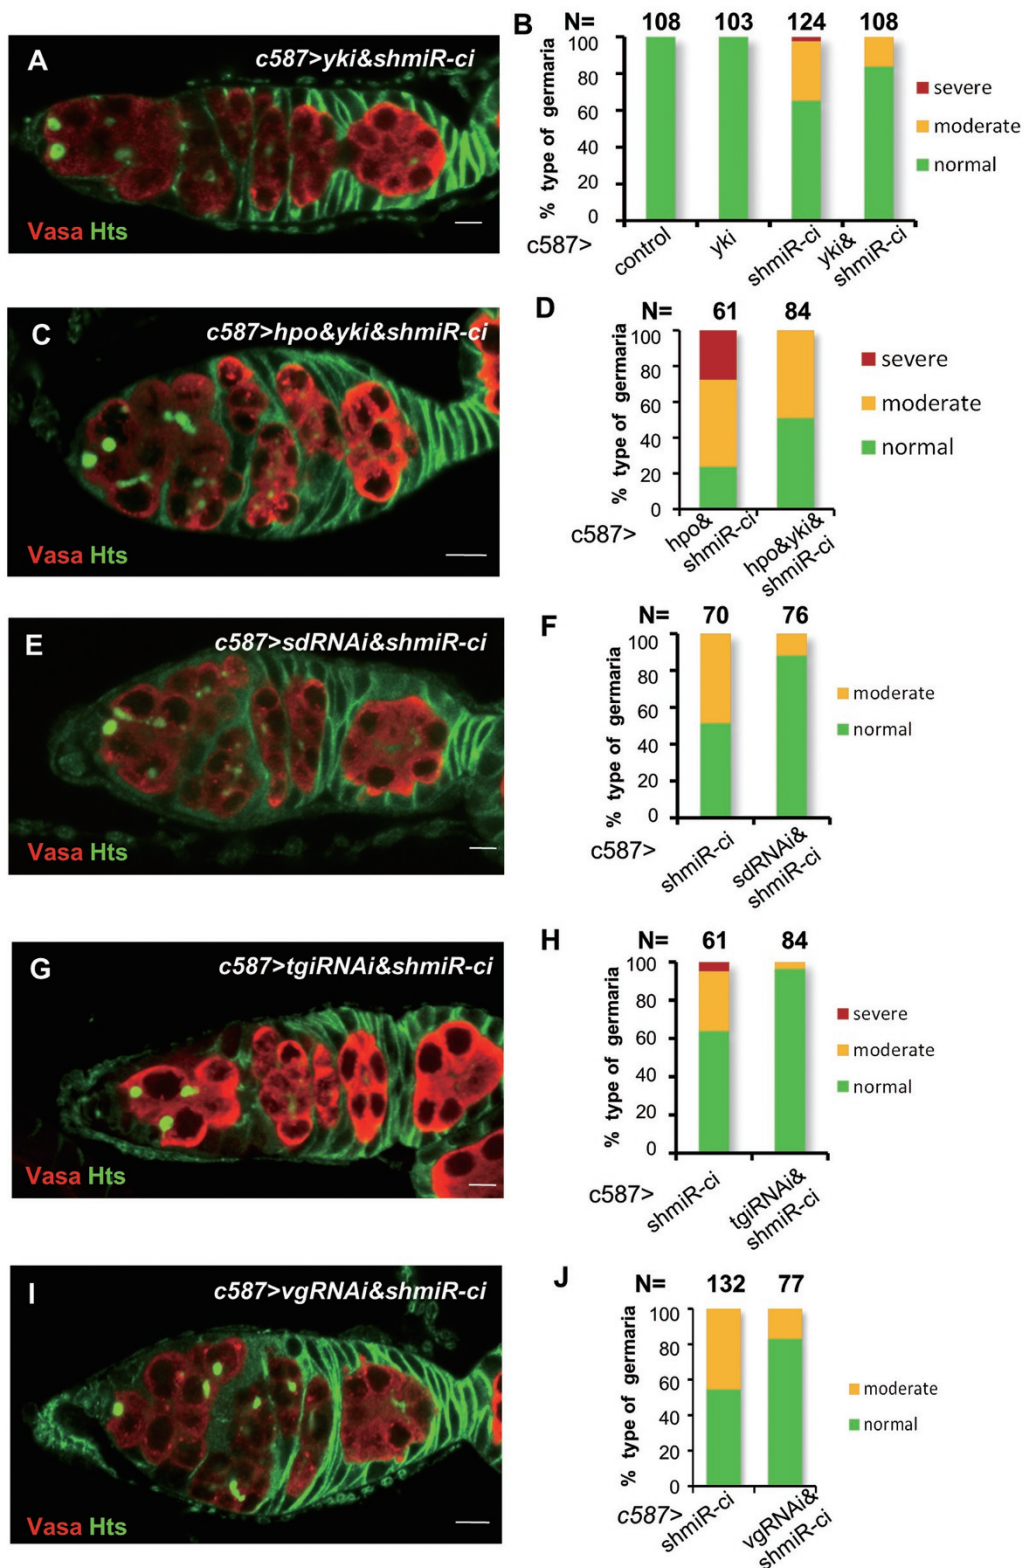 A
c587>yki&shmiR-ci
Vasa Hts
B
N= 108 103 124 108
% type of germaria
100
80
60
40
20
0
severe
moderate
normal
c587>
control
yki
shmiR-ci
yki&
shmiR-ci
C
c587>hpo&yki&shmiR-ci
Vasa Hts
D
N= 61 84
% type of germaria
100
80
60
40
20
0
severe
moderate
normal
c587>
hpo&
shmiR-ci
hpo&yki&
shmiR-ci
E
c587>sdRNAi&shmiR-ci
Vasa Hts
F
N= 70 76
% type of germaria
100
80
60
40
20
0
moderate
normal
c587>
shmiR-ci
sdRNAi&
shmiR-ci
G
c587>tgiRNAi&shmiR-ci
Vasa Hts
H
N= 61 84
% type of germaria
100
80
60
40
20
0
severe
moderate
normal
c587>
shmiR-ci
tgiRNAi&
shmiR-ci
I
c587>vgRNAi&shmiR-ci
Vasa Hts
J
N= 132 77
% type of germaria
100
80
60
40
20
0
moderate
normal
c587>
shmiR-ci
vgRNAi&
shmiR-ci